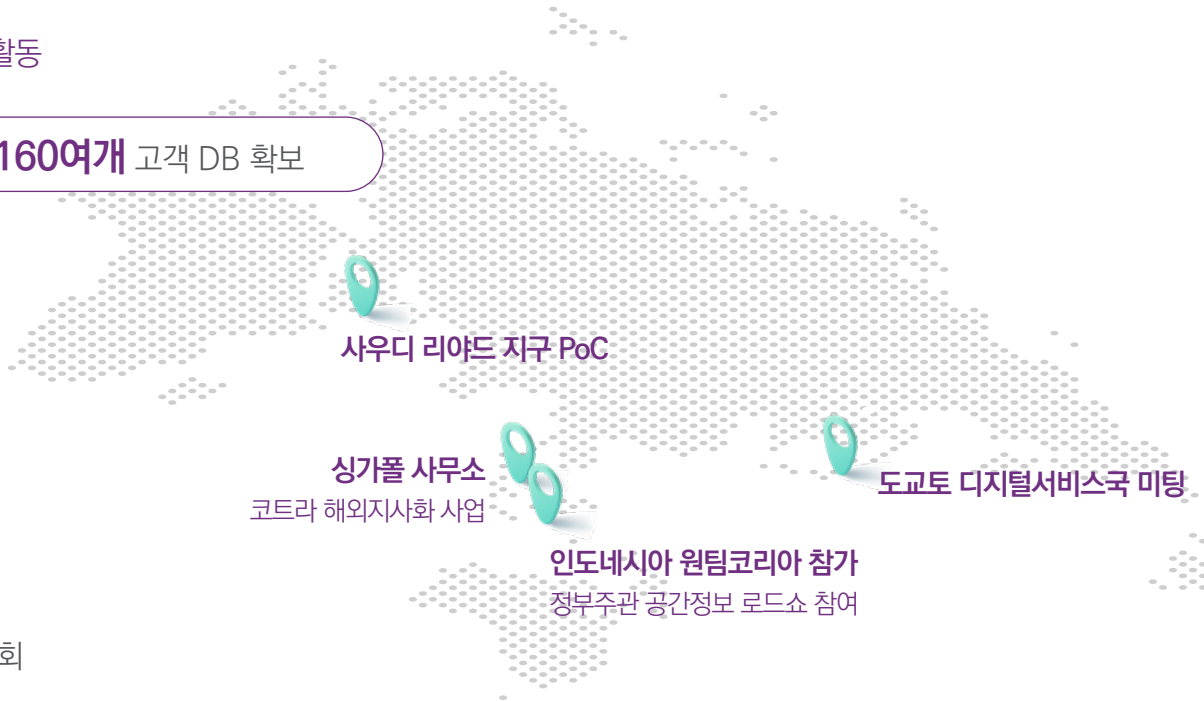 활동
160여개 고객 DB 확보
사우디 리야드 지구 PoC
싱가폴 사무소
코트라 해외지사화 사업
도쿄토 디지털서비스국 미팅
인도네시아 원팀코리아 참가
정부주관 공간정보 로드쇼 참여
회